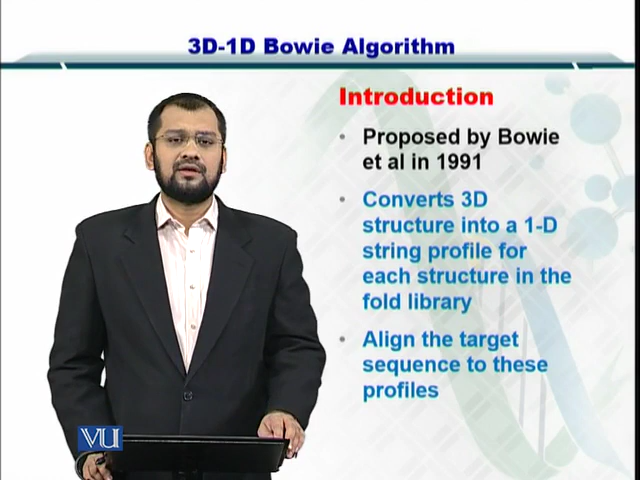 3D-1D Bowie Algorithm
Introduction
• Proposed by Bowie
et al in 1991
• Converts 3D
structure into a 1-D
string profile for
each structure in the
fold library
• Align the target
sequence to these
profiles
VU